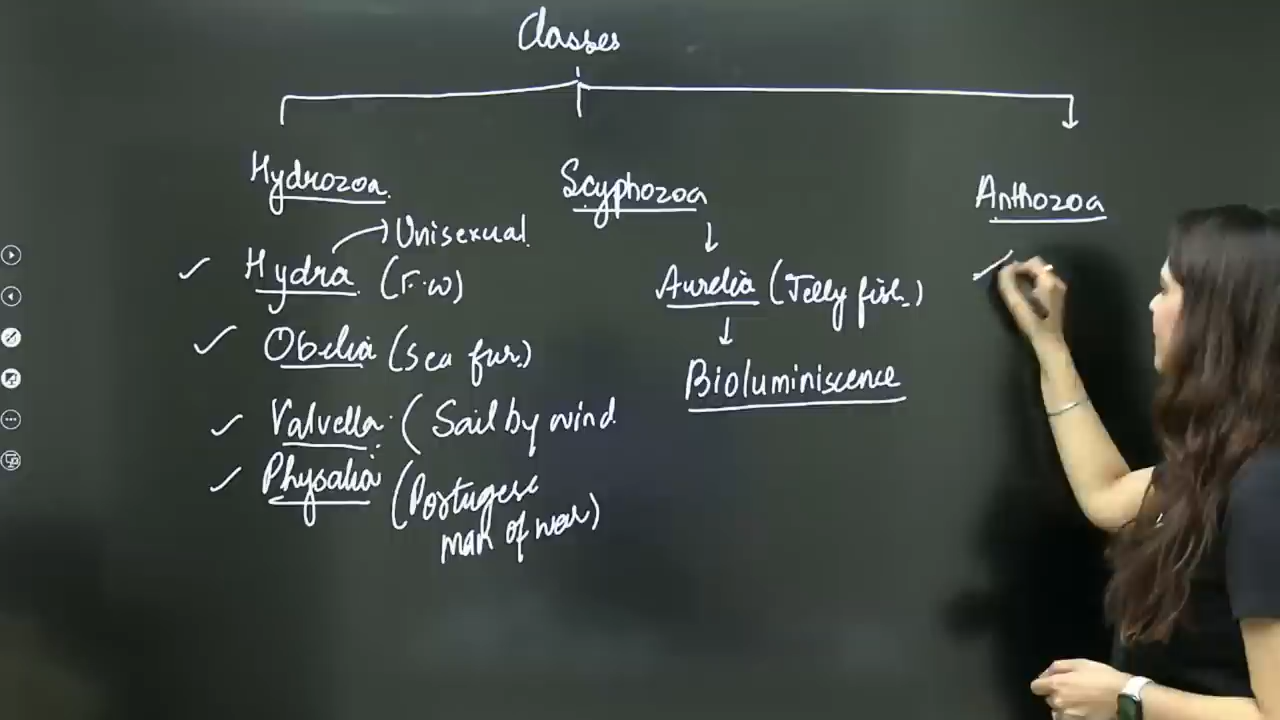 Classes
Hydrozoa
Unisexual
Hydra (F.w)
Obelia (Sea fur)
Valvella (Sail by wind
Physalia (Portugese
man of war)
Scyphozoa
Aurelia (Jelly fish)
Bioluminiscence
Anthozoa